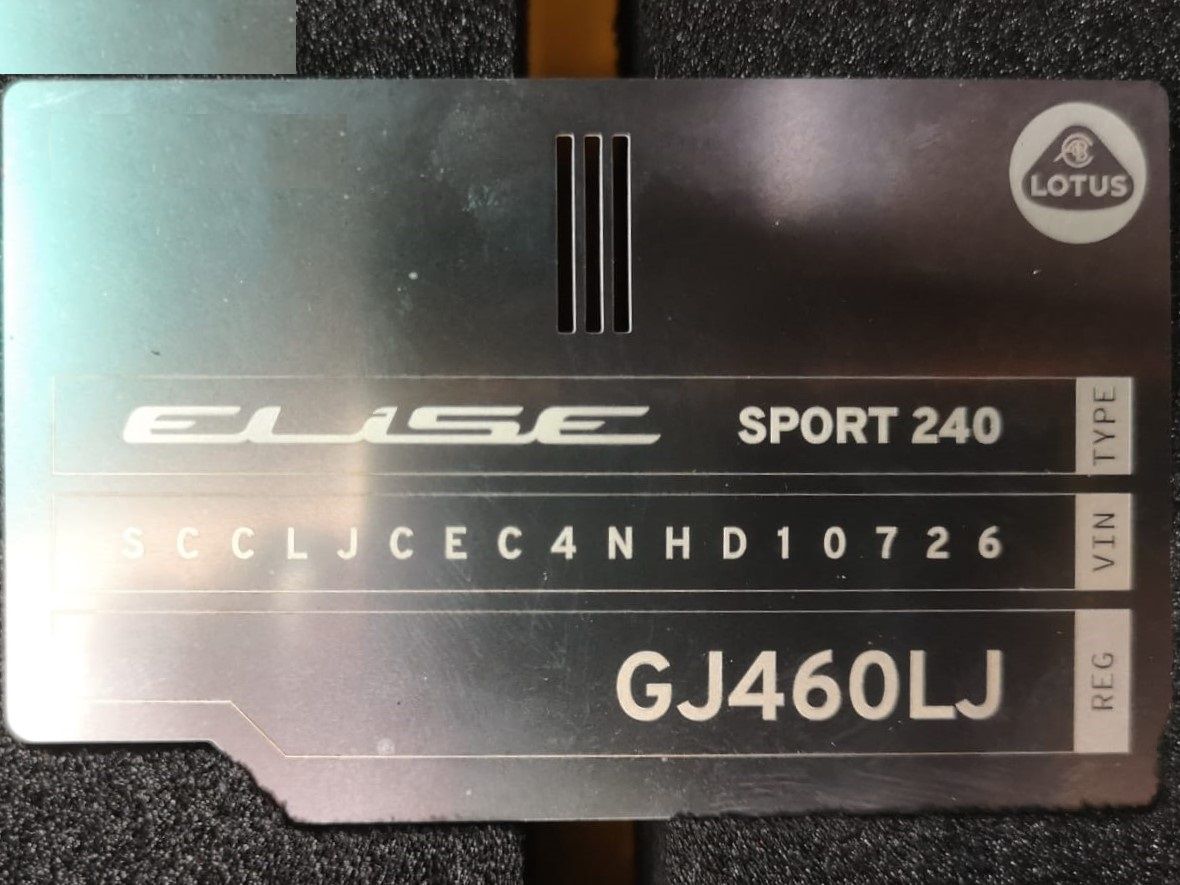 LOTUS
ELISE SPORT 240 TYPE
SCCLJCEC4NHD10726 VIN
GJ460LJ REG